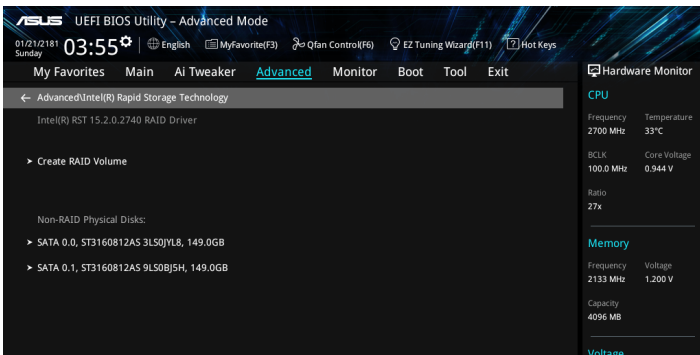 ASUS UEFI BIOS Utility – Advanced Mode
01/21/2181 Sunday 03:55 English MyFavorite(F3) Qfan Control(F6) EZ Tuning Wizard(F11) ? Hot Keys
My Favorites Main Ai Tweaker Advanced Monitor Boot Tool Exit
Hardware Monitor
← Advanced\Intel(R) Rapid Storage Technology
Intel(R) RST 15.2.0.2740 RAID Driver
➤ Create RAID Volume
Non-RAID Physical Disks:
➤ SATA 0.0, ST3160812AS 3LS0JYL8, 149.0GB
➤ SATA 0.1, ST3160812AS 9LS0BJ5H, 149.0GB
CPU
Frequency Temperature
2700 MHz 33°C
BCLK Core Voltage
100.0 MHz 0.944 V
Ratio
27x
Memory
Frequency Voltage
2133 MHz 1.200 V
Capacity
4096 MB
Voltage